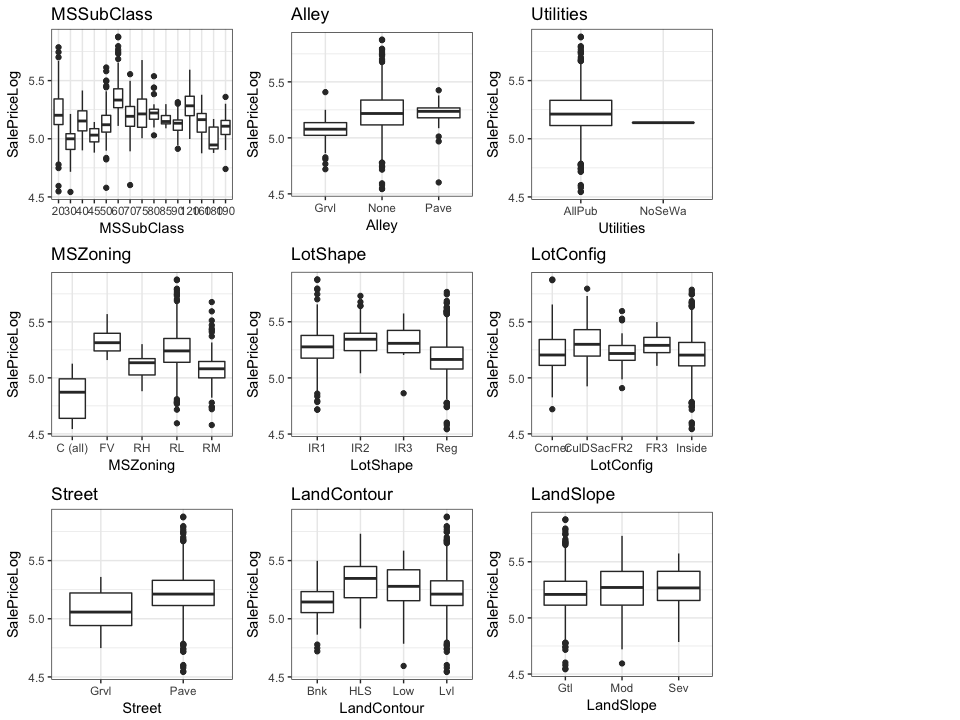 MSSubClass
SalePriceLog
5.5
5.0
4.5
MSSubClass
Alley
SalePriceLog
5.5
5.0
4.5
Grvl None Pave
Alley
Utilities
SalePriceLog
5.5
5.0
4.5
AllPub NoSeWa
Utilities
MSZoning
SalePriceLog
5.5
5.0
4.5
C (all) FV RH RL RM
MSZoning
LotShape
SalePriceLog
5.5
5.0
4.5
IR1 IR2 IR3 Reg
LotShape
LotConfig
SalePriceLog
5.5
5.0
4.5
Corner CulDSac FR2 FR3 Inside
LotConfig
Street
SalePriceLog
5.5
5.0
4.5
Grvl Pave
Street
LandContour
SalePriceLog
5.5
5.0
4.5
Bnk HLS Low Lvl
LandContour
LandSlope
SalePriceLog
5.5
5.0
4.5
Gtl Mod Sev
LandSlope